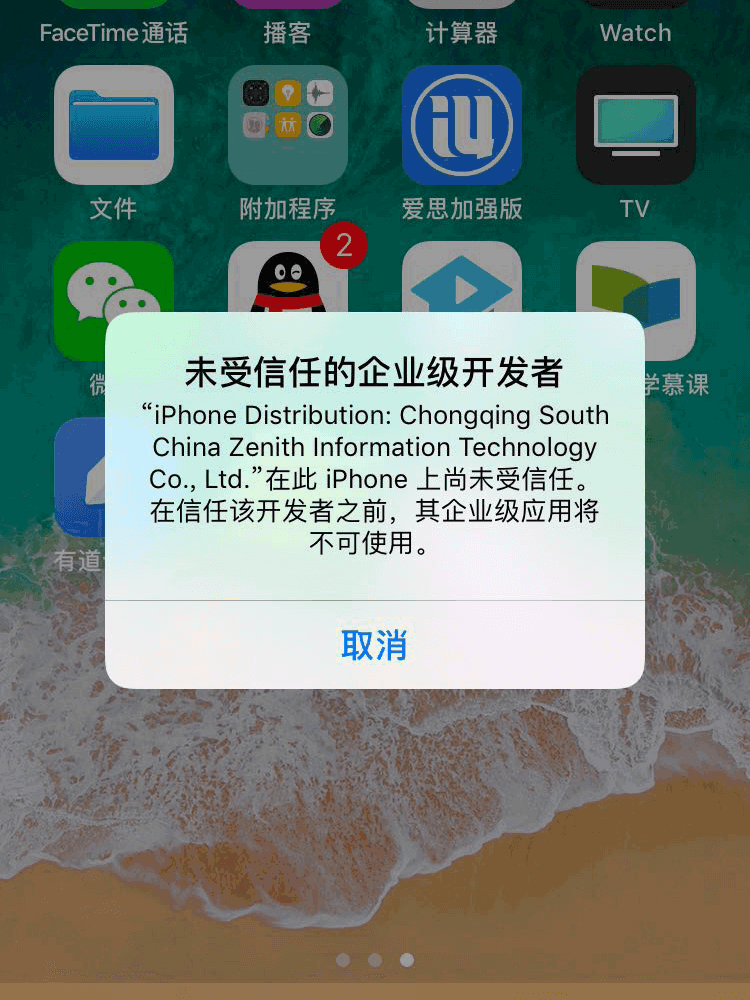 FaceTime通话 播客 计算器 Watch
文件 附加程序 爱思加强版 TV
2
未受信任的企业级开发者
“iPhone Distribution: Chongqing South
China Zenith Information Technology
Co., Ltd.”在此 iPhone 上尚未受信任。
在信任该开发者之前，其企业级应用将
不可使用。
学慕课
有道
取消